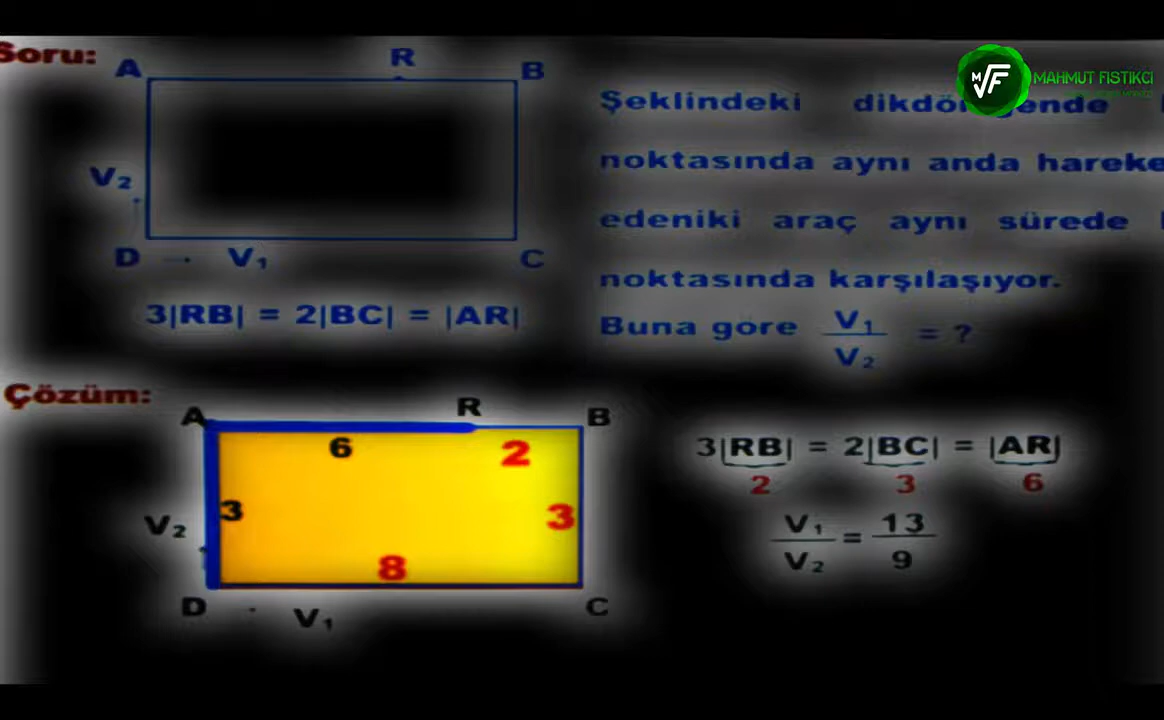 Soru:
A R B
MAHMUT FISTIKCI
Şeklindeki
noktasında aynı anda
V₂
edeniki araç aynı sürede
D → V₁ C
noktasında karşılaşıyor.
3|RB| = 2|BC| = |AR|
Buna göre V₁/V₂ = ?
Çözüm:
A R B
6 2
3|RB| = 2|BC| = |AR|
2 3 6
V₂ 3 3
V₁/V₂ = 13/9
8
D V₁ C